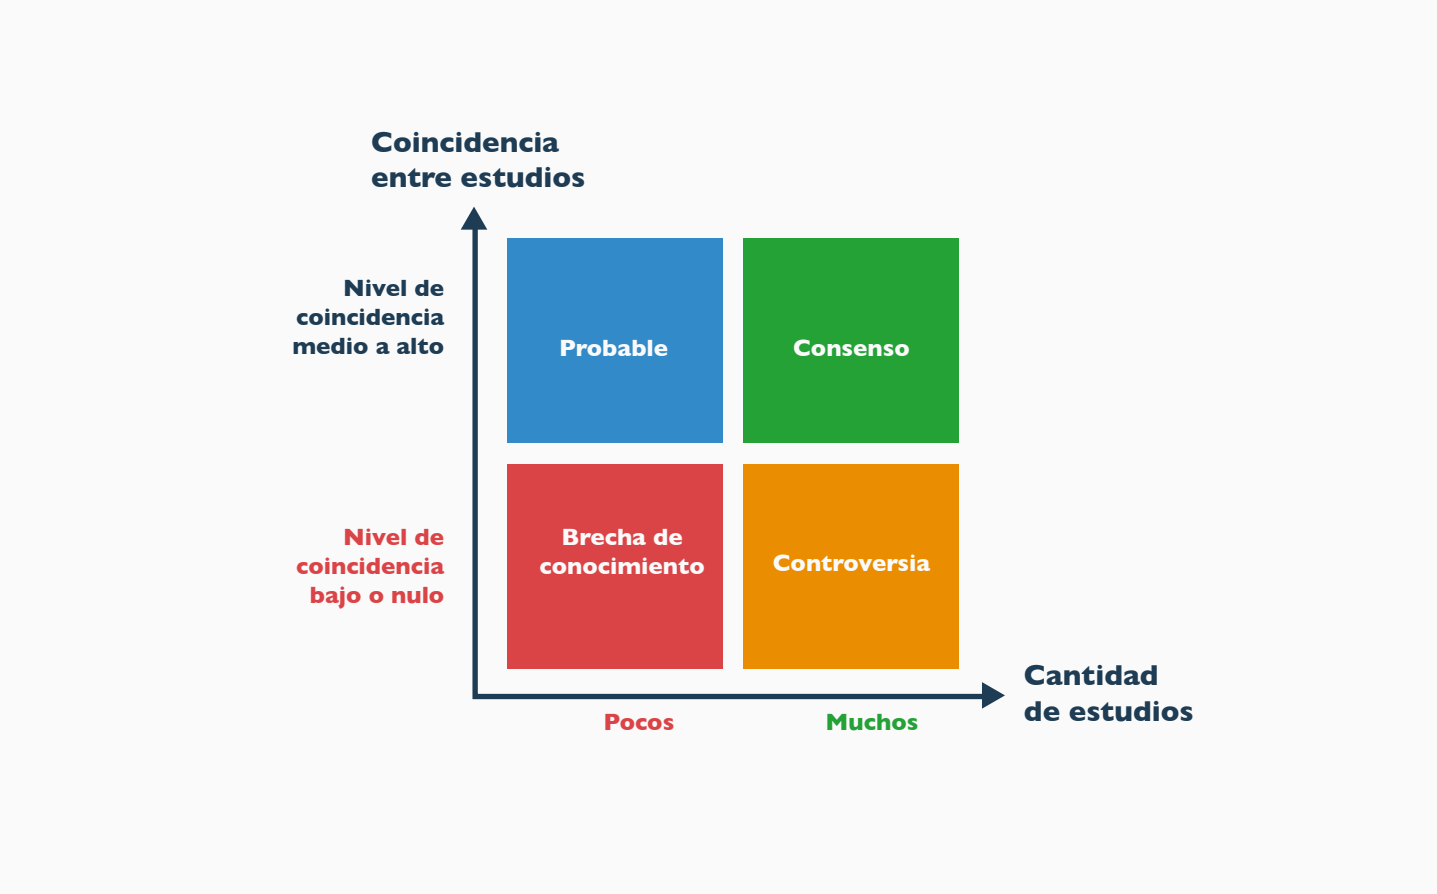 Coincidencia
entre estudios
Nivel de
coincidencia
medio a alto
Probable
Consenso
Nivel de
coincidencia
bajo o nulo
Brecha de
conocimiento
Controversia
Cantidad
de estudios
Pocos
Muchos